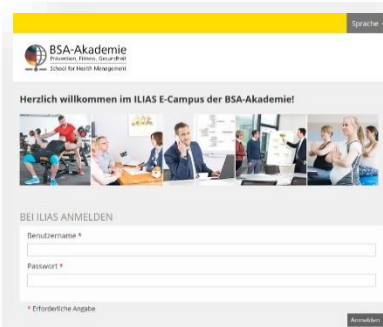 Sprache
BSA-Akademie
Prävention, Fitness, Gesundheit
School for Health Management
Herzlich willkommen im ILIAS E-Campus der BSA-Akademie!
BEI ILIAS ANMELDEN
Benutzername *
Passwort *
* Erforderliche Angabe
Anmelden